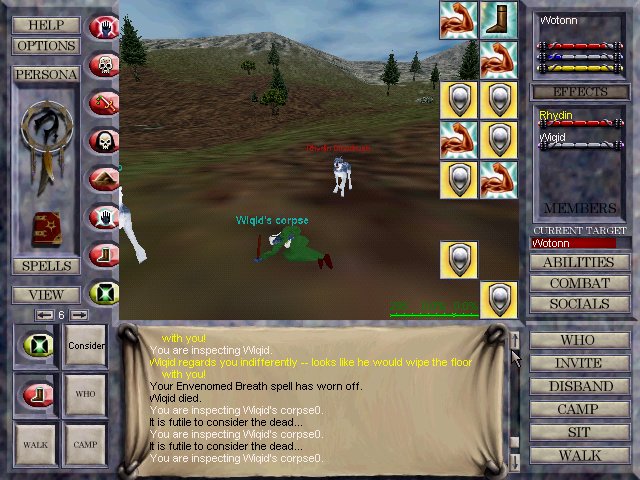 HELP
OPTIONS
PERSONA
SPELLS
VIEW
6
Consider
WHO
WALK
CAMP
Wiqid's corpse
with you!
You are inspecting Wiqid.
Wiqid regards you indifferently -- looks like he would wipe the floor
with you!
Your Envenomed Breath spell has worn off.
Wiqid died.
You are inspecting Wiqid's corpse0.
It is futile to consider the dead...
You are inspecting Wiqid's corpse0.
It is futile to consider the dead...
You are inspecting Wiqid's corpse0.
Wotonn
EFFECTS
Rhydin
Wiqid
MEMBERS
CURRENT TARGET
Wotonn
ABILITIES
COMBAT
SOCIALS
WHO
INVITE
DISBAND
CAMP
SIT
WALK